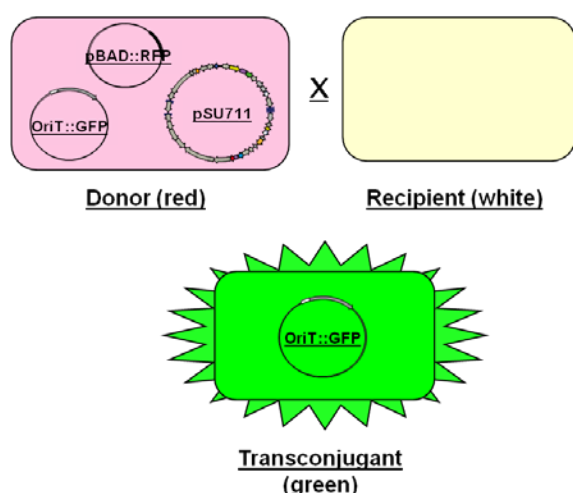 pBAD::RFP
OriT::GFP
pSU711
X
Donor (red)
Recipient (white)
OriT::GFP
Transconjugant
(green)